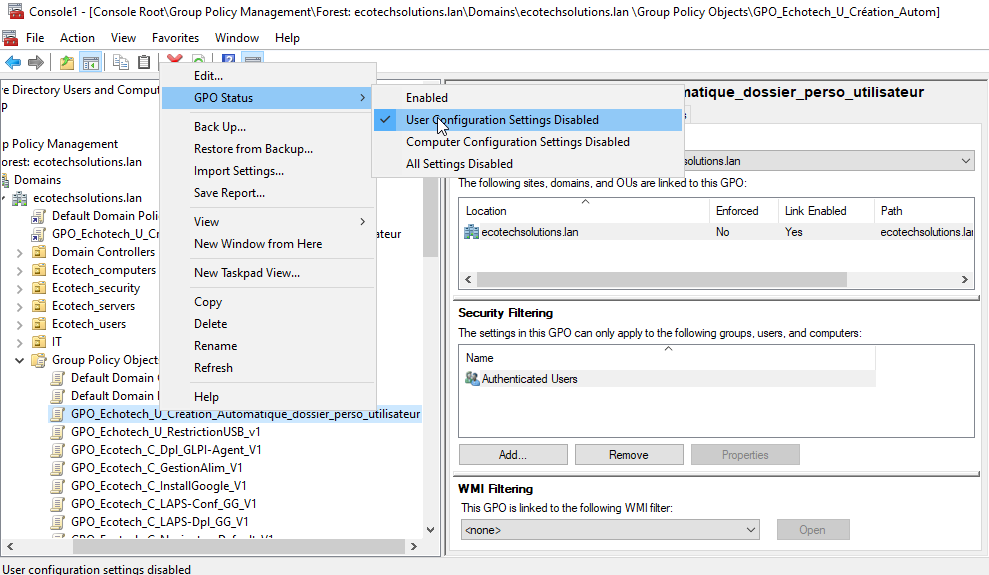 Console1 - [Console Root\Group Policy Management\Forest: ecotechsolutions.lan\Domains\ecotechsolutions.lan \Group Policy Objects\GPO_Echotech_U_Création_Autom]
File Action View Favorites Window Help
re Directory Users and Comput
p
p Policy Management
orest: ecotechsolutions.lan
Domains
ecotechsolutions.lan
Default Domain Poli
GPO_Echotech_U_Cr
ateur
Domain Controllers
Ecotech_computers
Ecotech_security
Ecotech_servers
Ecotech_users
IT
Group Policy Object
Default Domain
Default Domain
GPO_Echotech_U_Création_Automatique_dossier_perso_utilisateur
GPO_Echotech_U_RestrictionUSB_v1
GPO_Ecotech_C_Dpl_GLPI-Agent_V1
GPO_Ecotech_C_GestionAlim_V1
GPO_Ecotech_C_InstallGoogle_V1
GPO_Ecotech_C_LAPS-Conf_GG_V1
GPO_Ecotech_C_LAPS-Dpl_GG_V1
Edit...
GPO Status
Back Up...
Restore from Backup...
Import Settings...
Save Report...
View
New Window from Here
New Taskpad View...
Copy
Delete
Rename
Refresh
Help
Enabled
User Configuration Settings Disabled
Computer Configuration Settings Disabled
All Settings Disabled
matique_dossier_perso_utilisateur
solutions.lan
The following sites, domains, and OUs are linked to this GPO:
Location Enforced Link Enabled Path
ecotechsolutions.lan No Yes ecotechsolutions.lan
Security Filtering
The settings in this GPO can only apply to the following groups, users, and computers:
Name
Authenticated Users
Add... Remove Properties
WMI Filtering
This GPO is linked to the following WMI filter:
<none> Open
User configuration settings disabled